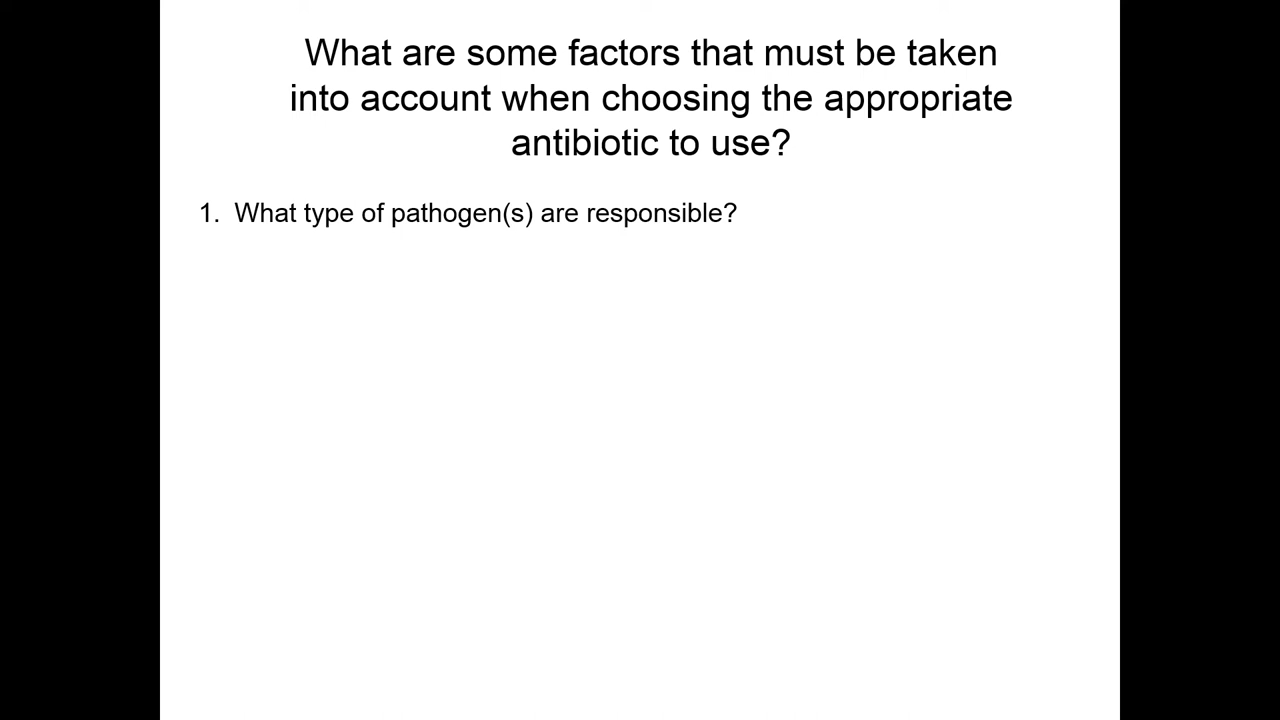 What are some factors that must be taken
into account when choosing the appropriate
antibiotic to use?
1. What type of pathogen(s) are responsible?